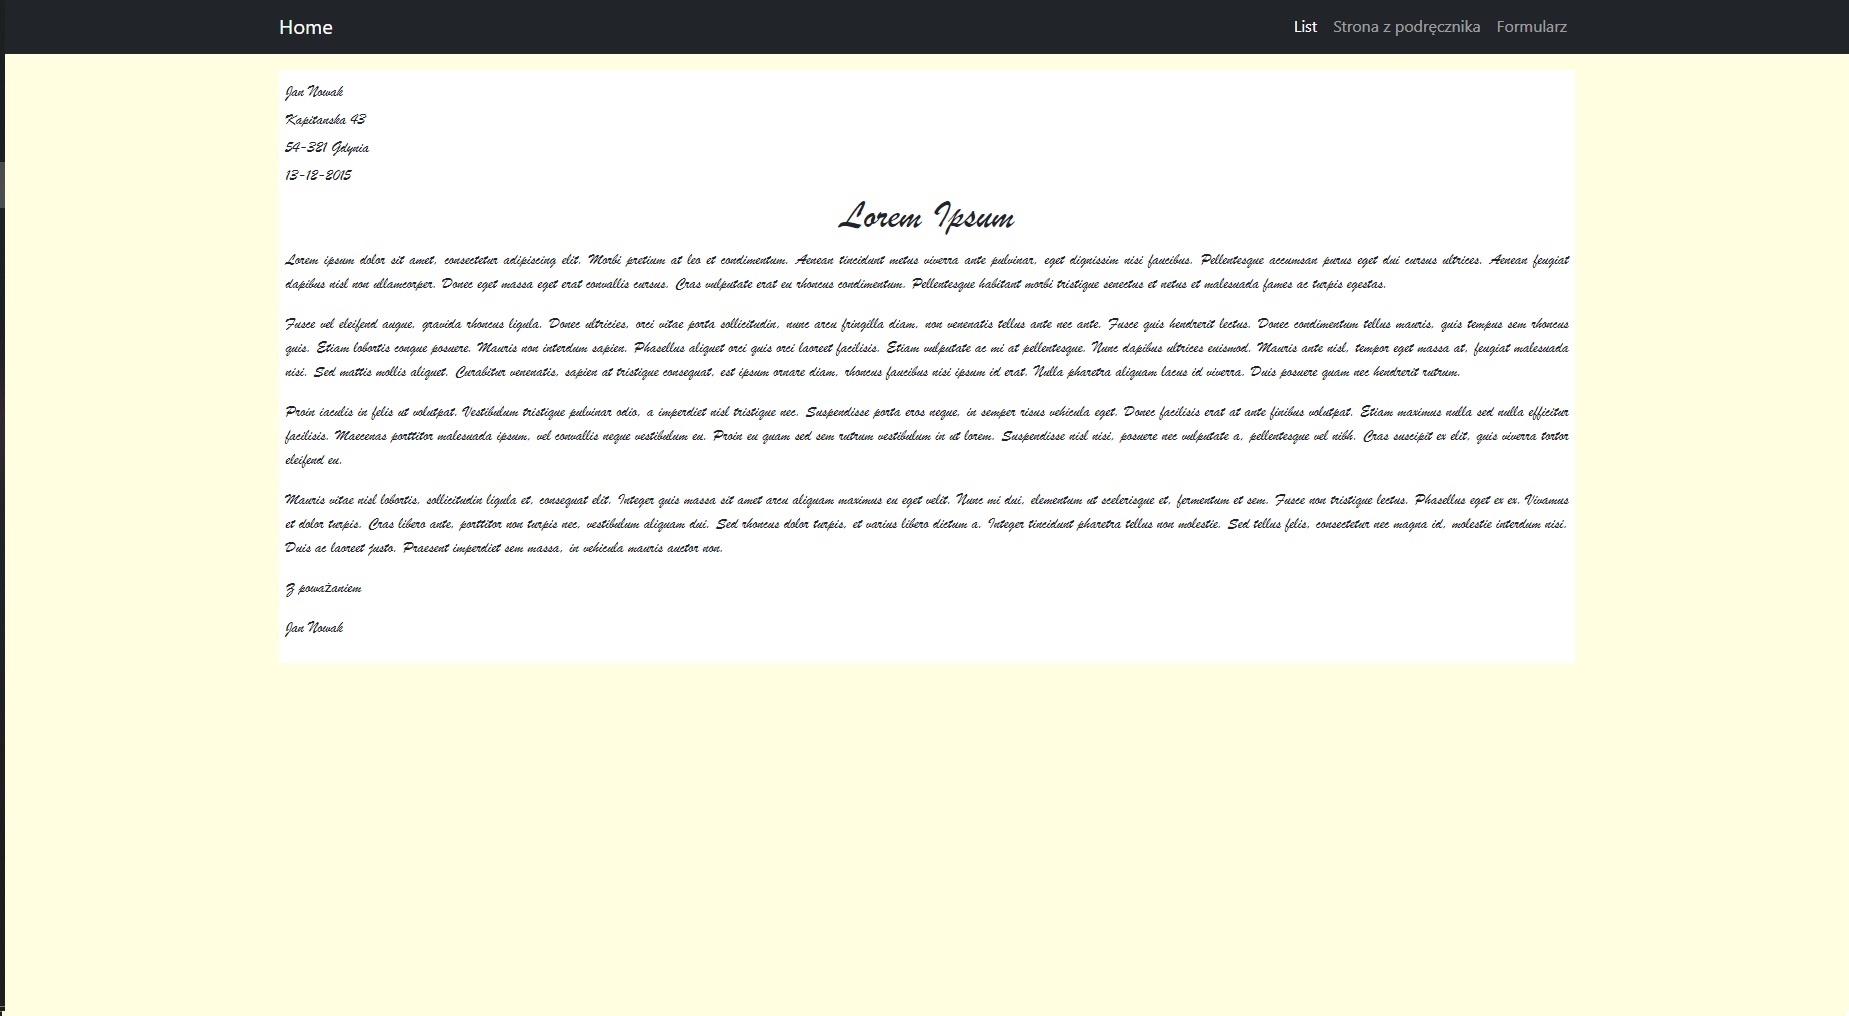 Home
List Strona z podręcznika Formularz
Jan Nowak
Kapitanska 43
54-321 Gdynia
13-12-2015
Lorem Ipsum
Lorem ipsum dolor sit amet, consectetur adipiscing elit. Morbi pretium at leo et condimentum. Aenean tincidunt metus viverra ante pulvinar, eget dignissim nisi faucibus. Pellentesque accumsan purus eget dui cursus ultrices. Aenean feugiat
dapibus nisl non ullamcorper. Donec eget massa eget erat convallis cursus. Cras vulputate erat eu rhoncus condimentum. Pellentesque habitant morbi tristique senectus et netus et malesuada fames ac turpis egestas.
Fusce vel eleifend augue, gravida rhoncus ligula. Donec ultricies, orci vitae porta sollicitudin, nunc arcu fringilla diam, non venenatis tellus ante nec ante. Fusce quis hendrerit lectus. Donec condimentum tellus mauris, quis tempus sem rhoncus
quis. Etiam lobortis congue posuere. Mauris non interdum sapien. Phasellus aliquet orci quis orci laoreet facilisis. Etiam vulputate ac mi at pellentesque. Nunc dapibus ultrices euismod. Mauris ante nisl, tempor eget massa at, feugiat malesuada
nisi. Sed mattis mollis aliquet. Curabitur venenatis, sapien at tristique consequat, est ipsum ornare diam, rhoncus faucibus nisi ipsum id erat. Nulla pharetra aliquam lacus id viverra. Duis posuere quam nec hendrerit rutrum.
Proin iaculis in felis ut volutpat. Vestibulum tristique pulvinar odio, a imperdiet nisl tristique nec. Suspendisse porta eros neque, in semper risus vehicula eget. Donec facilisis erat at ante finibus volutpat. Etiam maximus nulla sed nulla efficitur
facilisis. Maecenas porttitor malesuada ipsum, vel convallis neque vestibulum eu. Proin eu quam sed sem rutrum vestibulum in ut lorem. Suspendisse nisl nisi, posuere nec vulputate a, pellentesque vel nibh. Cras suscipit ex elit, quis viverra tortor
eleifend eu.
Mauris vitae nisl lobortis, sollicitudin ligula et, consequat elit. Integer quis massa sit amet arcu aliquam maximus eu eget velit. Nunc mi dui, elementum ut scelerisque et, fermentum et sem. Fusce non tristique lectus. Phasellus eget ex ex. Vivamus
et dolor turpis. Cras libero ante, porttitor non turpis nec, vestibulum aliquam dui. Sed rhoncus dolor turpis, et varius libero dictum a. Integer tincidunt pharetra tellus non molestie. Sed tellus felis, consectetur nec magna id, molestie interdum nisi.
Duis ac laoreet justo. Praesent imperdiet sem massa, in vehicula mauris auctor non.
Z poważaniem
Jan Nowak